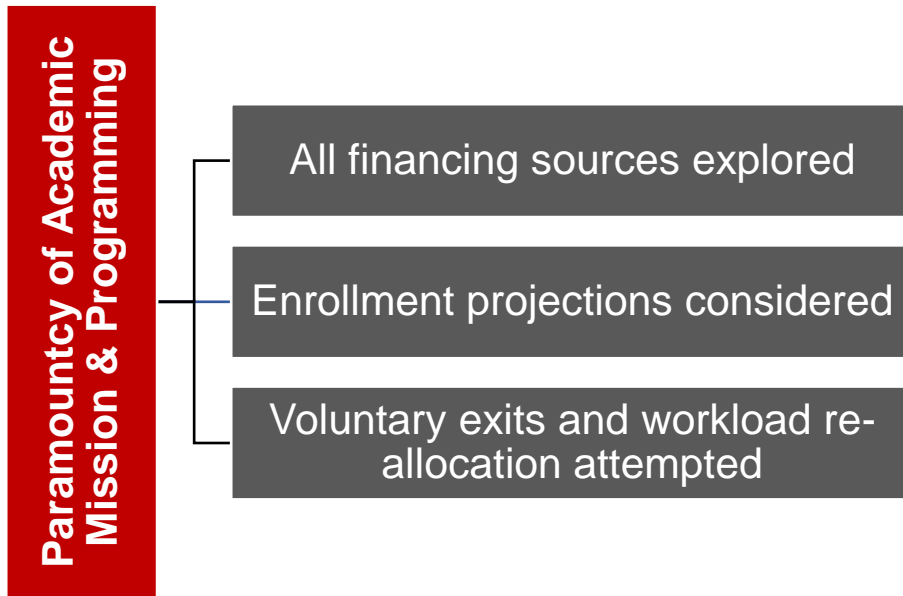 Paramountcy of Academic
Mission & Programming
All financing sources explored
Enrollment projections considered
Voluntary exits and workload re-
allocation attempted